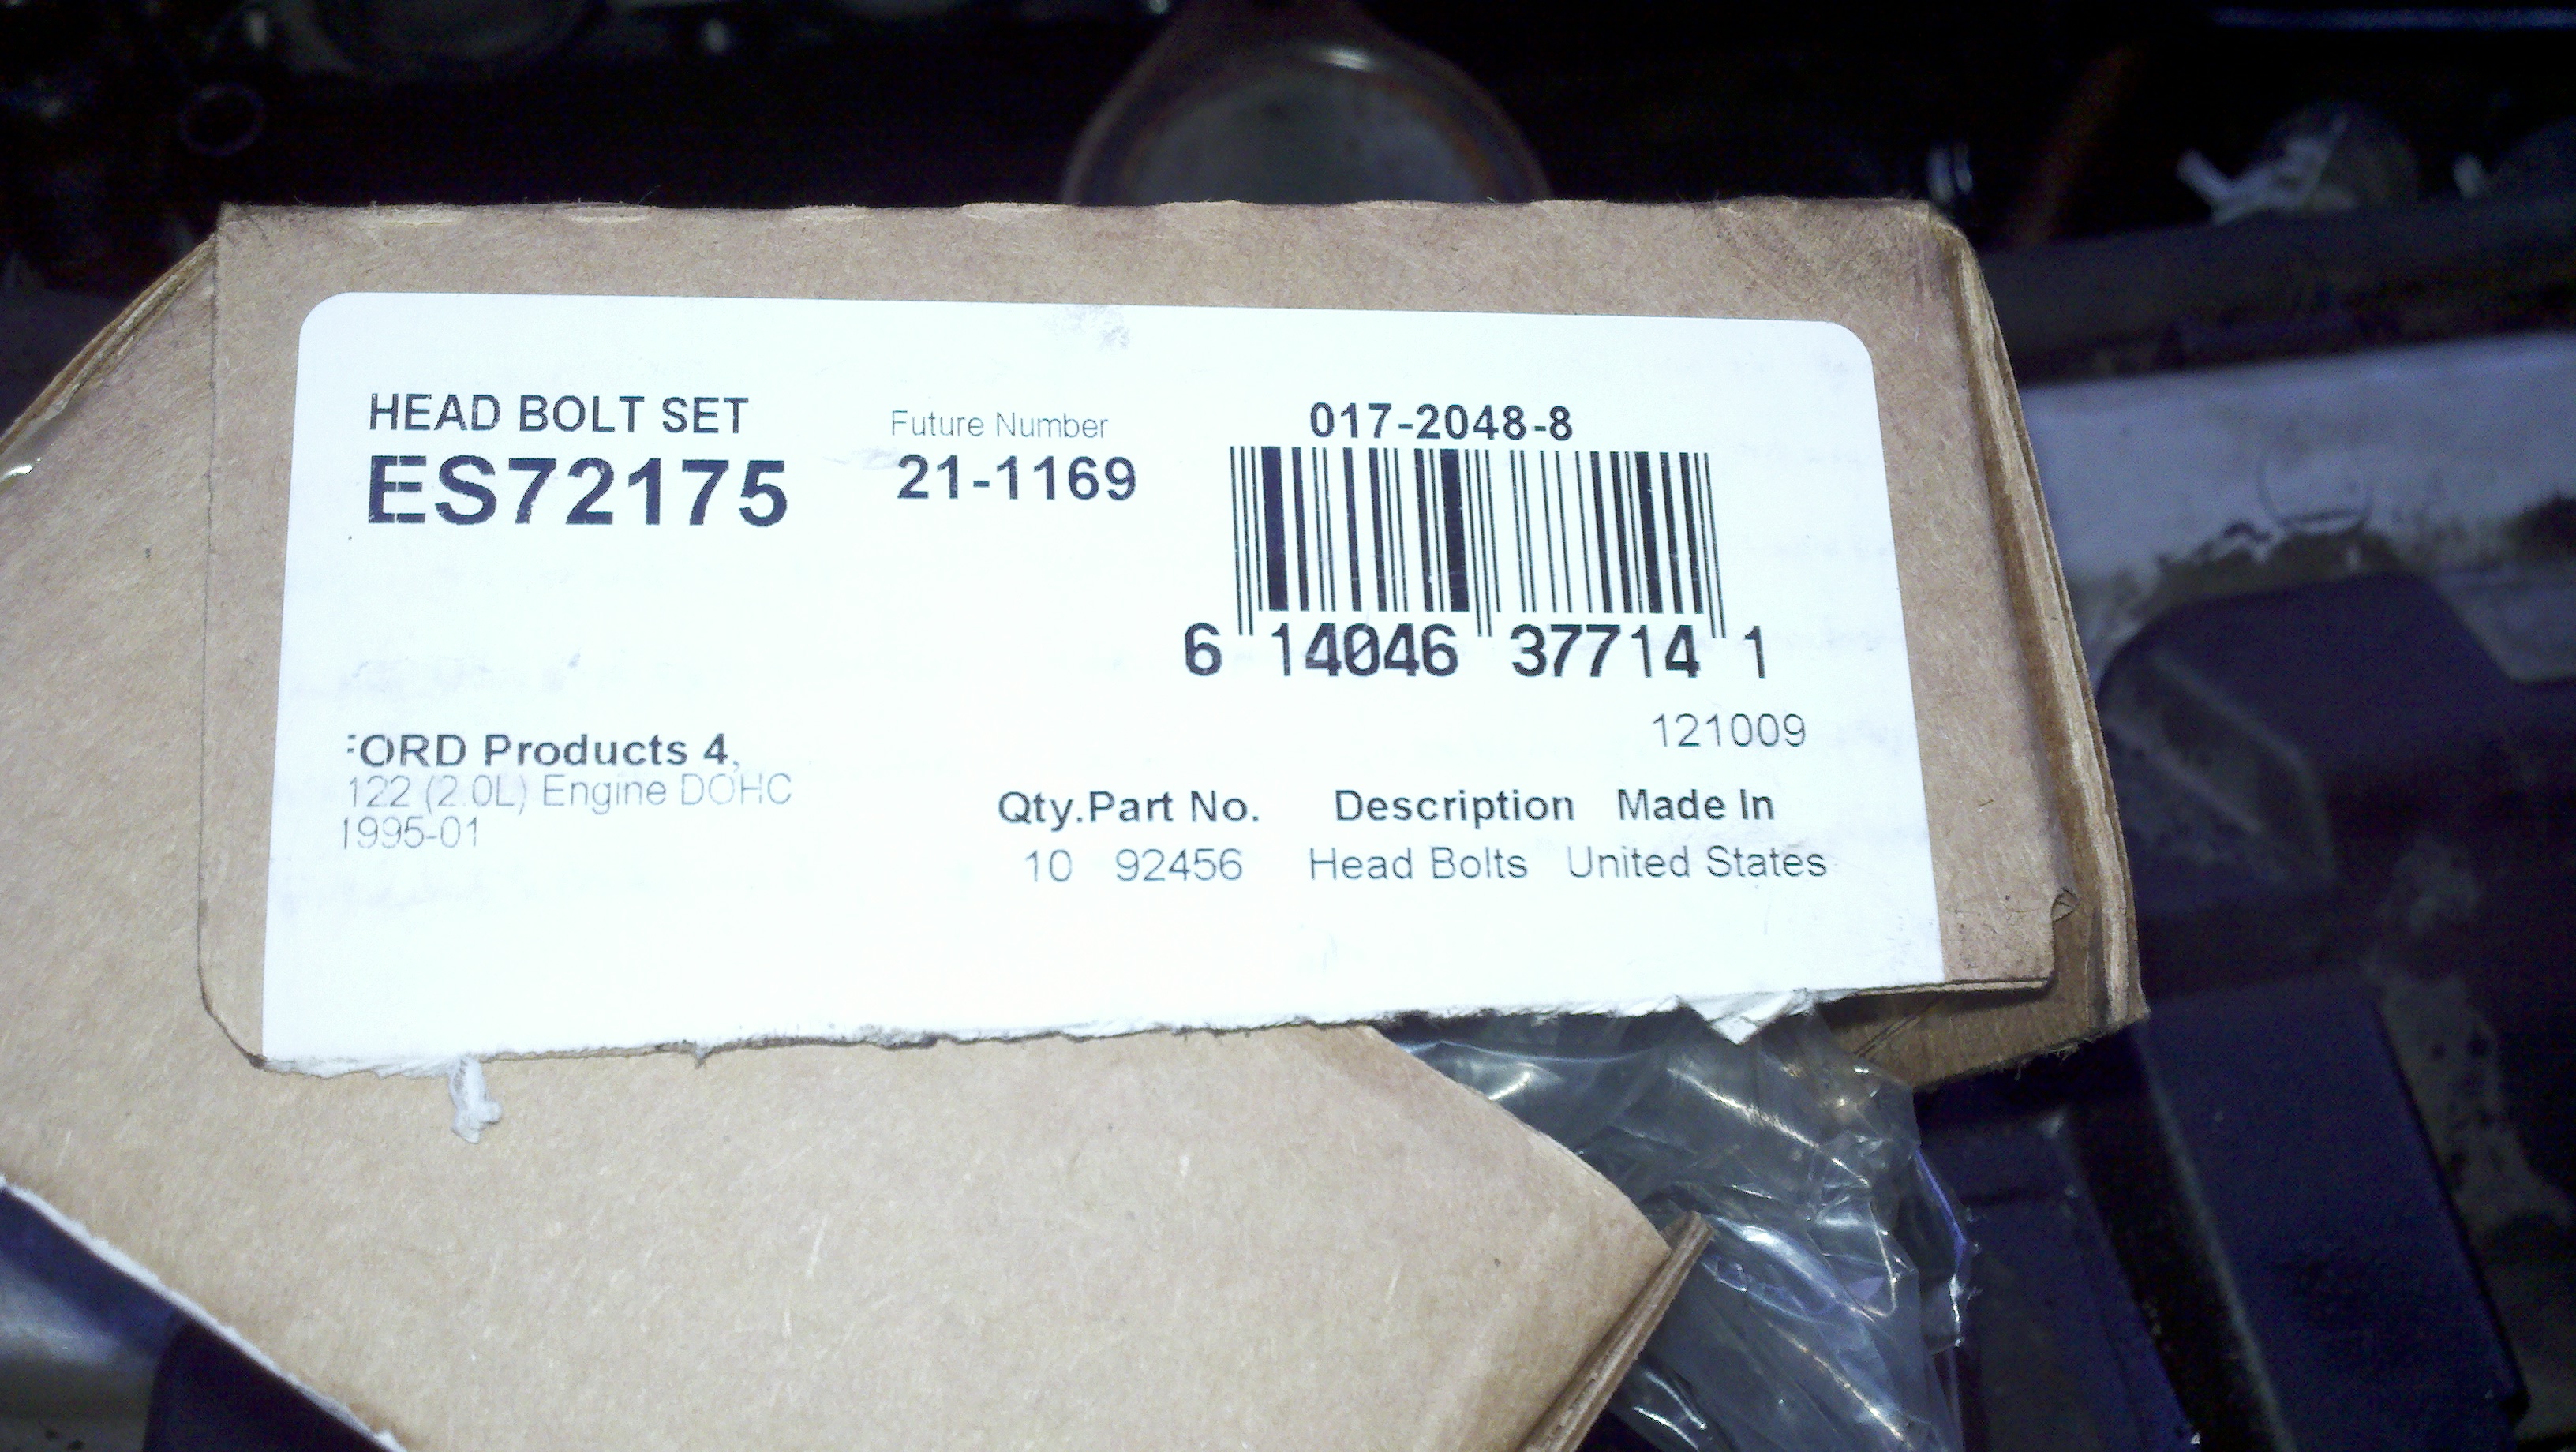 HEAD BOLT SET
ES72175
Future Number
21-1169
017-2048-8
6 14046 37714 1
121009
FORD Products 4,
122 (2.0L) Engine DOHC
1995-01
Qty. Part No. Description Made In
10 92456 Head Bolts United States